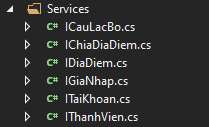 Services
C# ICauLacBo.cs
C# IChiaDiaDiem.cs
C# IDiaDiem.cs
C# IGiaNhap.cs
C# ITaiKhoan.cs
C# IThanhVien.cs